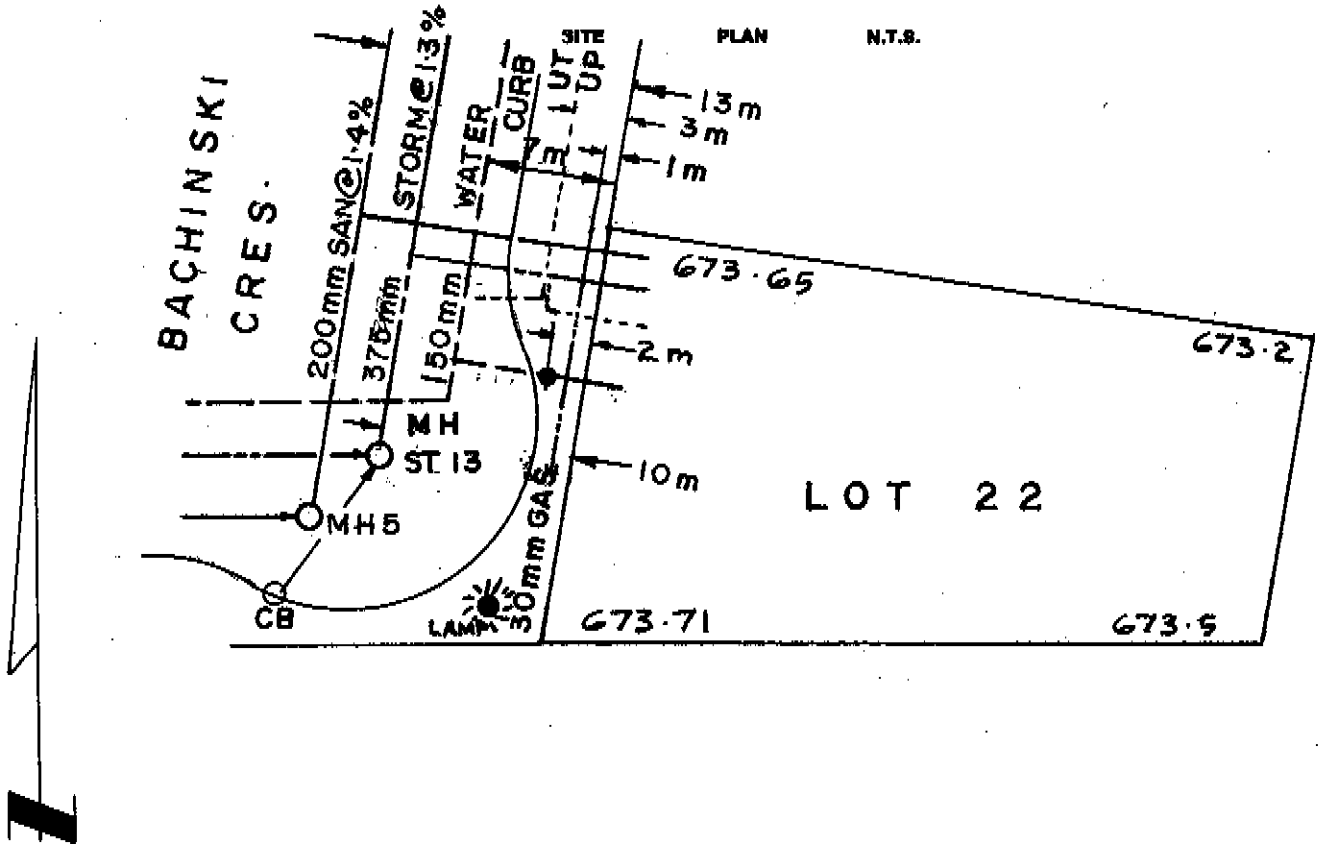 SITE PLAN N.T.S.
BACHINSKI
CRES.
200mm SAN@1.4%
375mm STORM@1.3%
150mm WATER
CURB
UT
UP
13m
3m
1m
7m
673.65
673.2
2m
MH
ST. 13
10m
LOT 22
MH5
30mm GAS
CB
LAMP
673.71
673.5